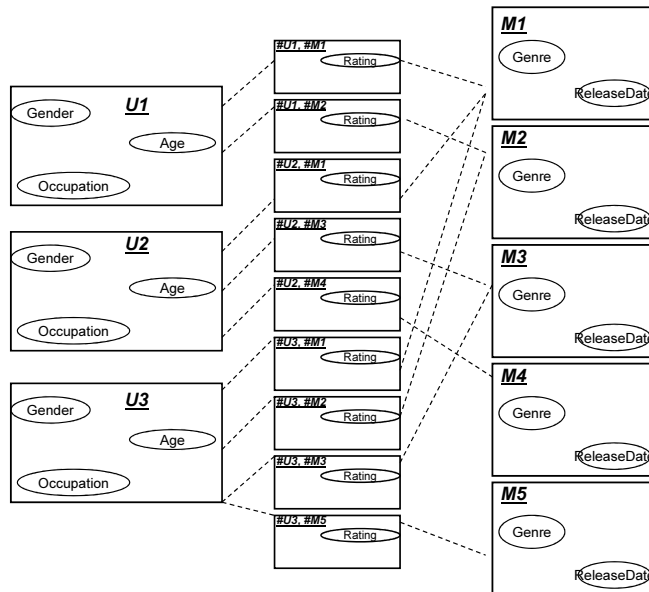 U1
Gender
Age
Occupation
U2
Gender
Age
Occupation
U3
Gender
Age
Occupation
#U1, #M1
Rating
#U1, #M2
Rating
#U2, #M1
Rating
#U2, #M3
Rating
#U2, #M4
Rating
#U3, #M1
Rating
#U3, #M2
Rating
#U3, #M3
Rating
#U3, #M5
Rating
M1
Genre
ReleaseDate
M2
Genre
ReleaseDate
M3
Genre
ReleaseDate
M4
Genre
ReleaseDate
M5
Genre
ReleaseDate